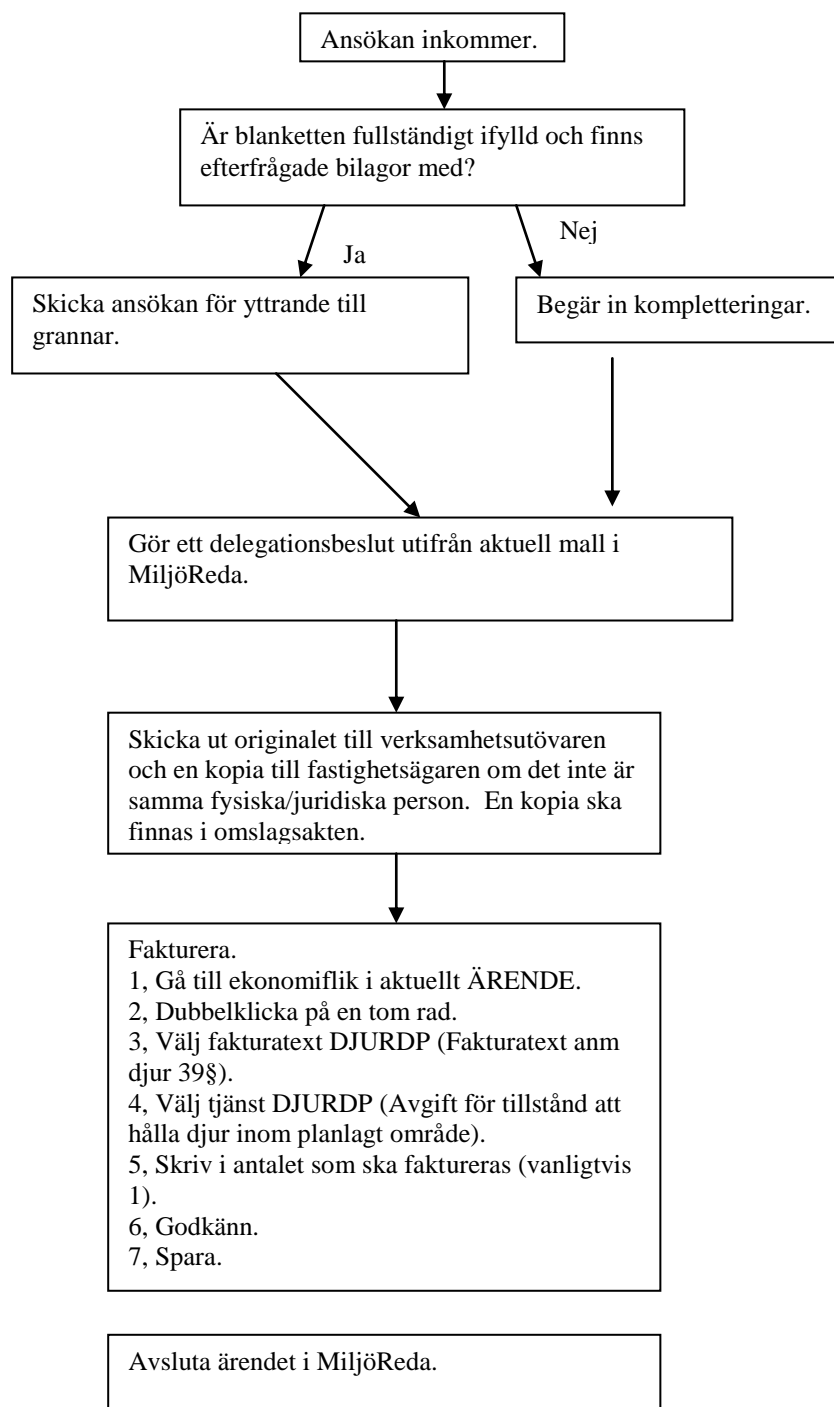 Ansökan inkommer.
Är blanketten fullständigt ifylld och finns
efterfrågade bilagor med?
Ja
Nej
Skicka ansökan för yttrande till
grannar.
Begär in kompletteringar.
Gör ett delegationsbeslut utifrån aktuell mall i
MiljöReda.
Skicka ut originalet till verksamhetsutövaren
och en kopia till fastighetsägaren om det inte är
samma fysiska/juridiska person.  En kopia ska
finnas i omslagsakten.
Fakturera.
1, Gå till ekonomiflik i aktuellt ÄRENDE.
2, Dubbelklicka på en tom rad.
3, Välj fakturatext DJURDP (Fakturatext anm
djur 39§).
4, Välj tjänst DJURDP (Avgift för tillstånd att
hålla djur inom planlagt område).
5, Skriv i antalet som ska faktureras (vanligtvis
1).
6, Godkänn.
7, Spara.
Avsluta ärendet i MiljöReda.